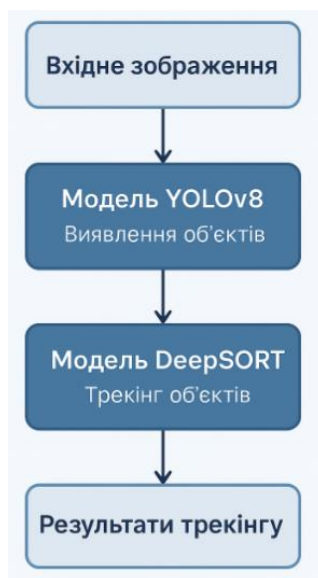 Вхідне зображення
Модель YOLOv8
Виявлення об'єктів
Модель DeepSORT
Трекінг об'єктів
Результати трекінгу